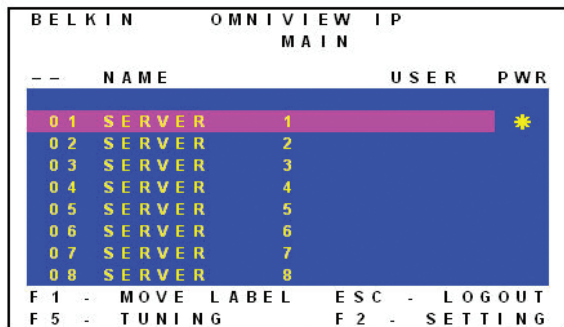 BELKIN OMNIVIEW IP
MAIN
-- NAME USER PWR
01 SERVER 1 *
02 SERVER 2
03 SERVER 3
04 SERVER 4
05 SERVER 5
06 SERVER 6
07 SERVER 7
08 SERVER 8
F1 - MOVE LABEL ESC - LOGOUT
F5 - TUNING F2 - SETTING